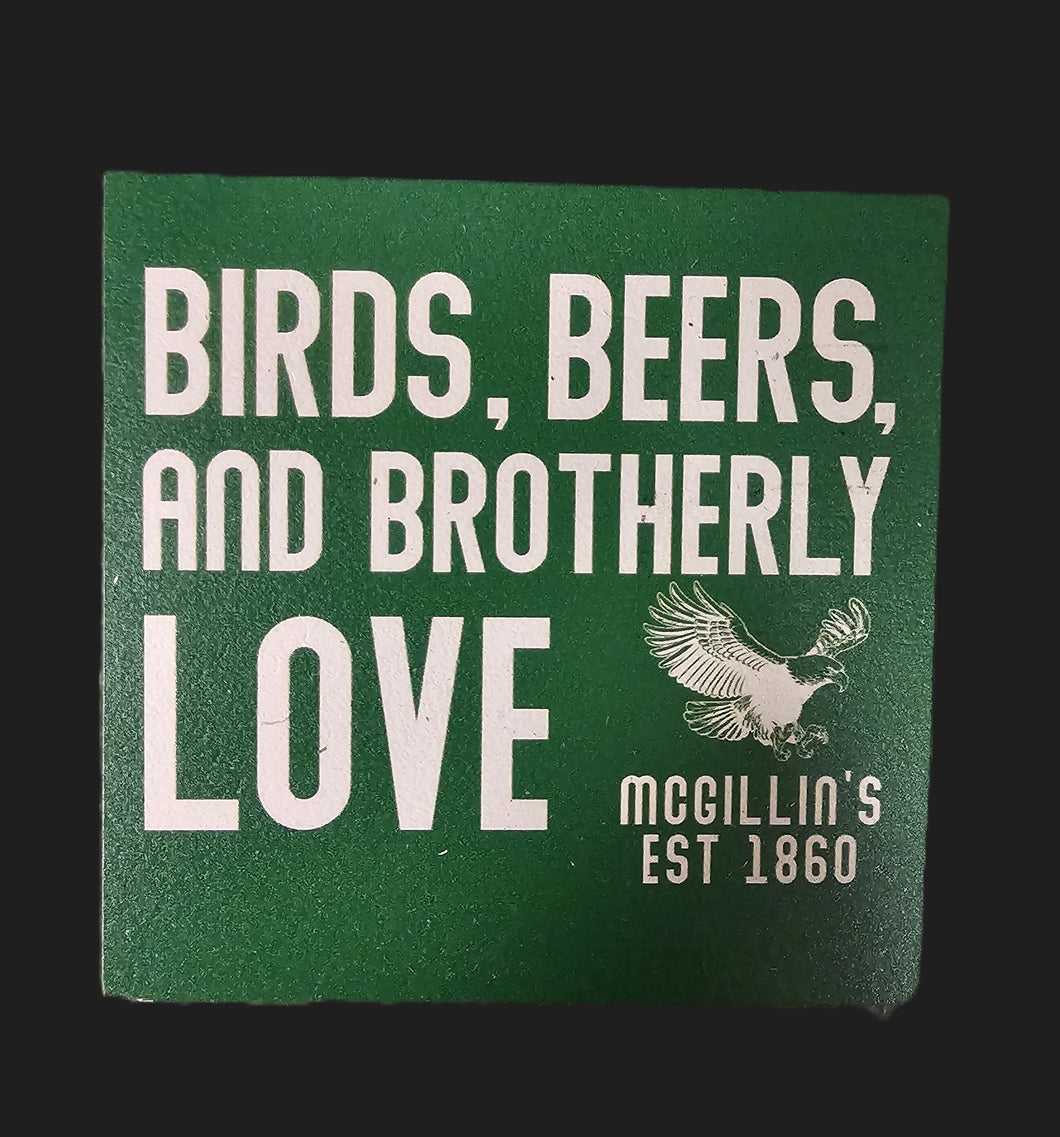 BIRDS, BEERS,
AND BROTHERLY
LOVE
MCGILLIN'S
EST 1860